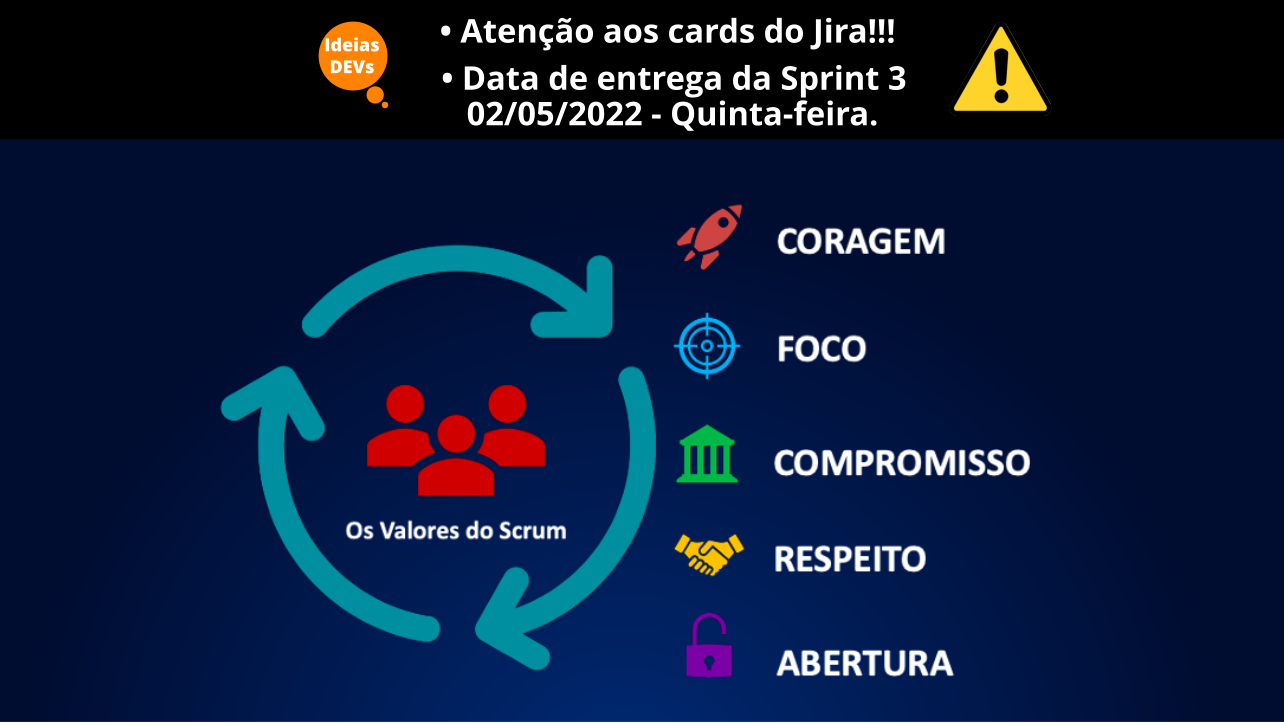 Ideias
DEVs
• Atenção aos cards do Jira!!!
• Data de entrega da Sprint 3
02/05/2022 - Quinta-feira.
Os Valores do Scrum
CORAGEM
FOCO
COMPROMISSO
RESPEITO
ABERTURA